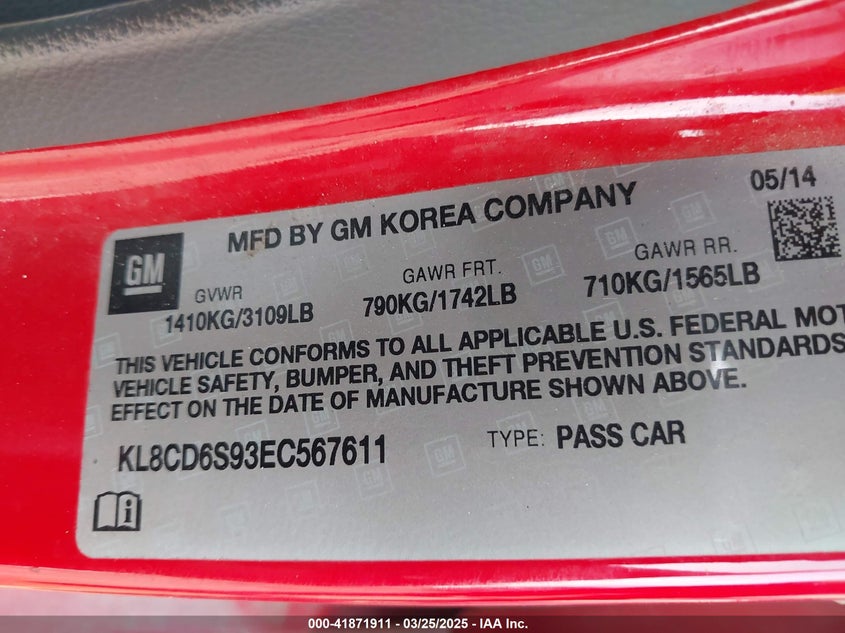 MFD BY GM KOREA COMPANY
05/14
GM
GVWR
1410KG/3109LB
GAWR FRT.
790KG/1742LB
GAWR RR.
710KG/1565LB
THIS VEHICLE CONFORMS TO ALL APPLICABLE U.S. FEDERAL MOT
VEHICLE SAFETY, BUMPER, AND THEFT PREVENTION STANDARDS
EFFECT ON THE DATE OF MANUFACTURE SHOWN ABOVE.
KL8CD6S93EC567611
TYPE: PASS CAR
000-41871911 - 03/25/2025 - IAA Inc.